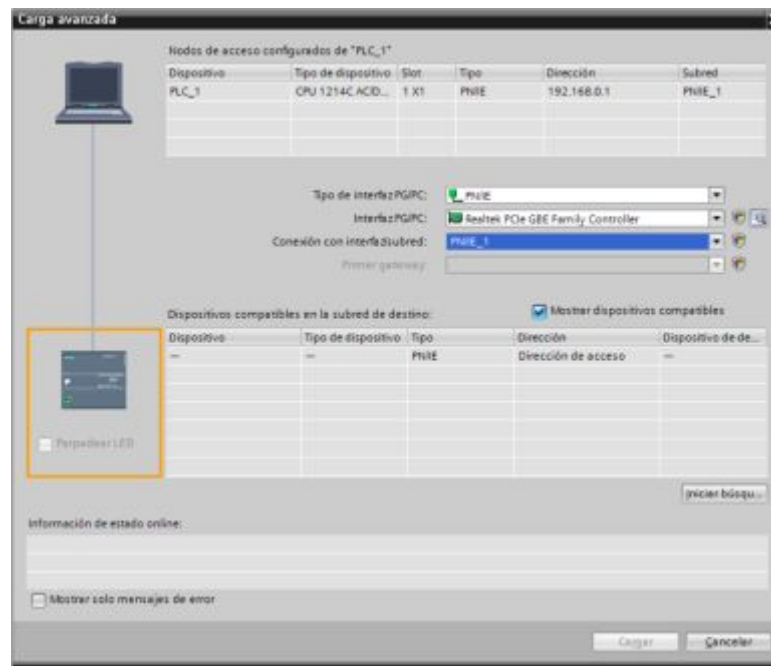 Carga avanzada
Nodos de acceso configurados de "PLC_1"
Dispositivo Tipo de dispositivo Slot Tipo Dirección Subred
PLC_1 CPU 1214C AC/D... 1 X1 PN/IE 192.168.0.1 PN/IE_1
Tipo de interfaz PG/PC: PN/IE
Interfaz PG/PC: Realtek PCIe GBE Family Controller
Conexión con interfaz/subred: PN/IE_1
Primer gateway:
Dispositivos compatibles en la subred de destino: Mostrar dispositivos compatibles
Dispositivo Tipo de dispositivo Tipo Dirección Dispositivo de de...
— — PN/IE Dirección de acceso —
Parpadear LED
Iniciar búsqu...
Información de estado online:
Mostrar solo mensajes de error
Cargar Cancelar